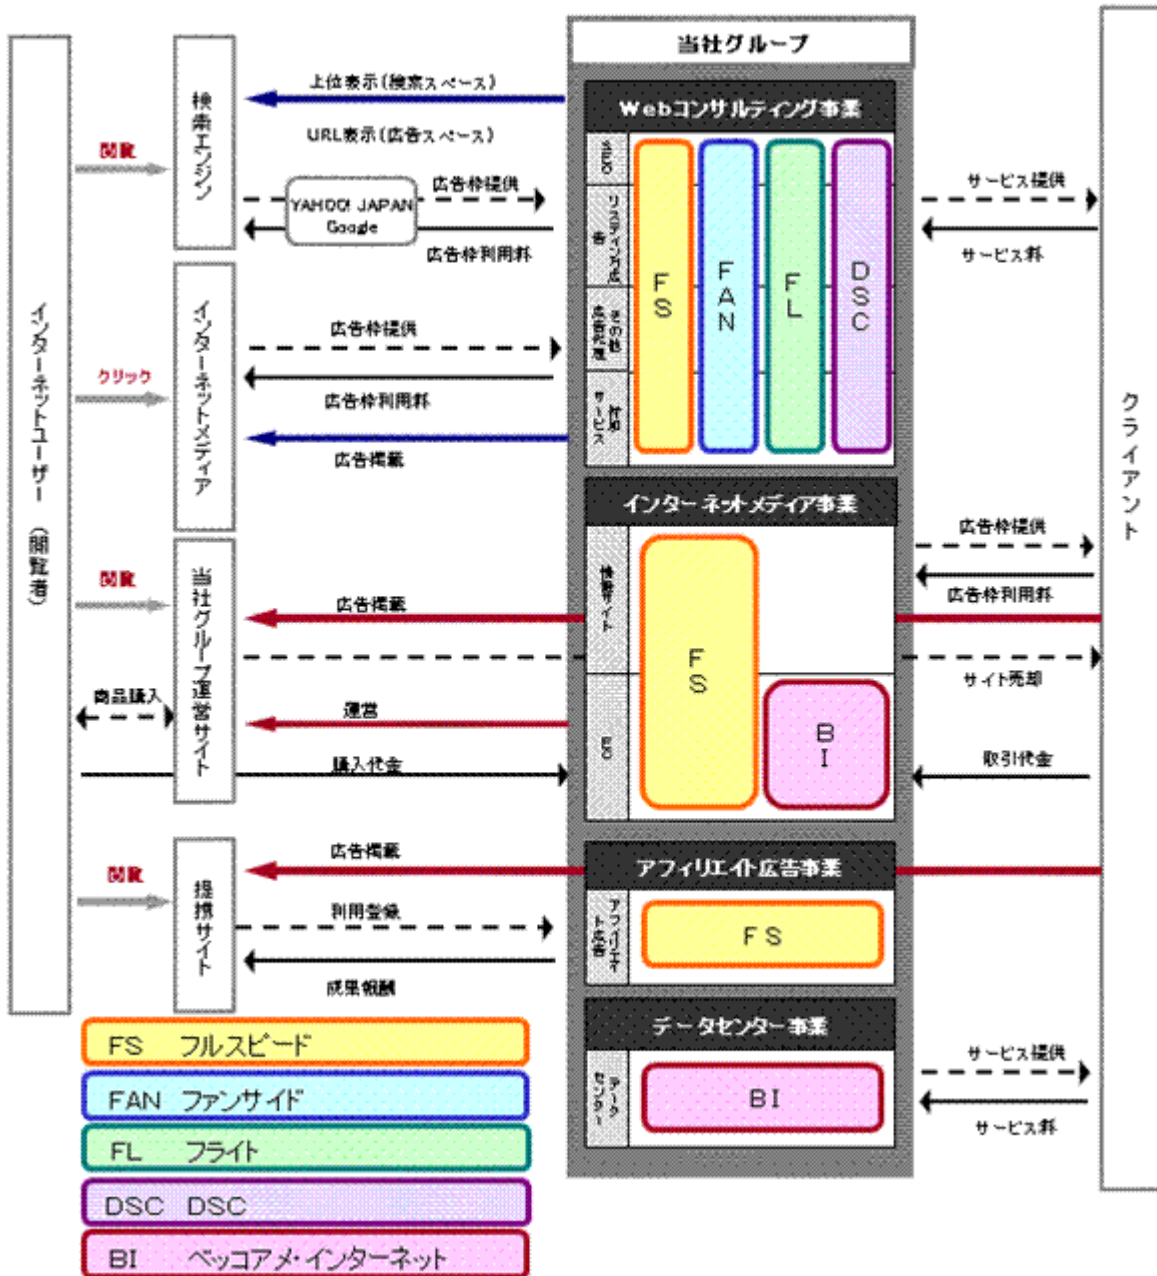 当社グループ
インターネットユーザー（閲覧者）
検索エンジン
インターネットメディア
当社グループ運営サイト
提携サイト
クライアント
閲覧
クリック
閲覧
商品購入
閲覧
上位表示(検索スペース)
URL表示(広告スペース)
広告枠提供
YAHOO! JAPAN
Google
広告枠利用料
広告枠提供
広告枠利用料
広告掲載
広告掲載
運営
購入代金
広告掲載
利用登録
成果報酬
Webコンサルティング事業
SEO
リスティング広告
その他広告代理
付加サービス
FS
FAN
FL
DSC
サービス提供
サービス料
インターネットメディア事業
情報サイト
EC
FS
BI
広告枠提供
広告枠利用料
サイト売却
取引代金
アフィリエイト広告事業
アフィリエイト広告
FS
データセンター事業
データセンター
BI
サービス提供
サービス料
FS フルスピード
FAN ファンサイド
FL フライト
DSC DSC
BI ベッコアメ・インターネット